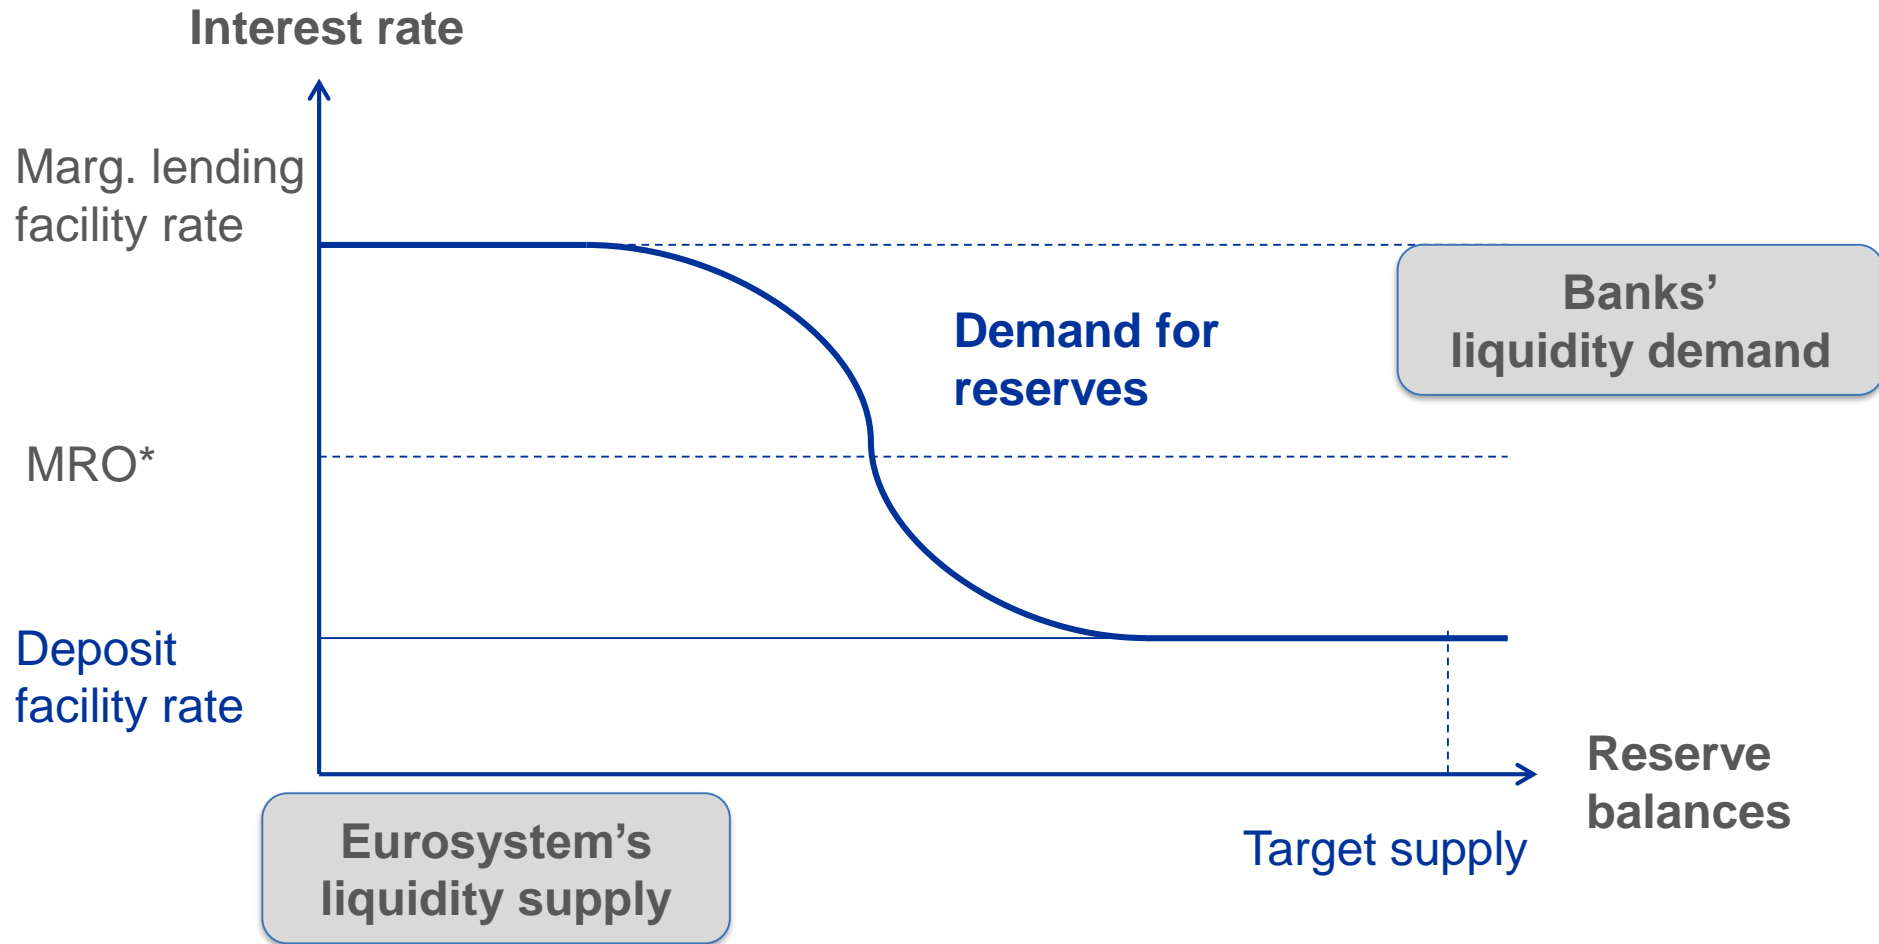 Interest rate
Marg. lending
facility rate
Banks’
liquidity demand
Demand for
reserves
MRO*
Deposit
facility rate
Reserve
balances
Eurosystem’s
liquidity supply
Target supply